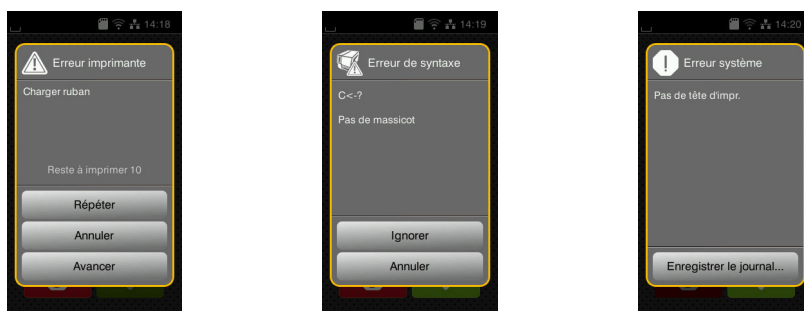 14:18
Erreur imprimante
Charger ruban
Reste à imprimer 10
Répéter
Annuler
Avancer
14:19
Erreur de syntaxe
C<-?
Pas de massicot
Ignorer
Annuler
14:20
Erreur système
Pas de tête d'impr.
Enregistrer le journal...